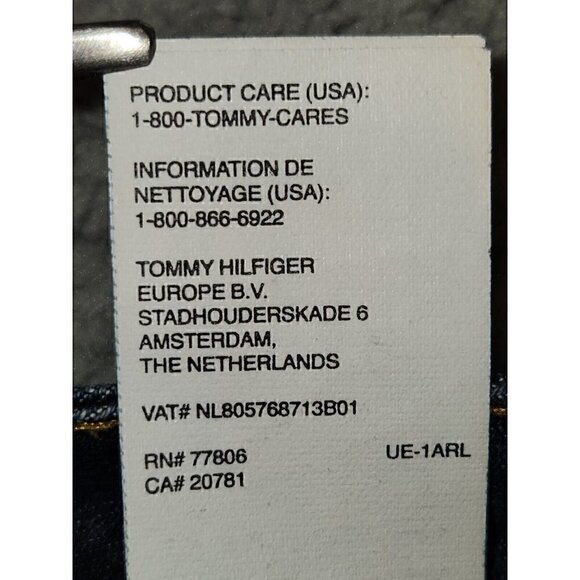 PRODUCT CARE (USA):
1-800-TOMMY-CARES
INFORMATION DE
NETTOYAGE (USA):
1-800-866-6922
TOMMY HILFIGER
EUROPE B.V.
STADHOUDERSKADE 6
AMSTERDAM,
THE NETHERLANDS
VAT# NL805768713B01
RN# 77806 UE-1ARL
CA# 20781